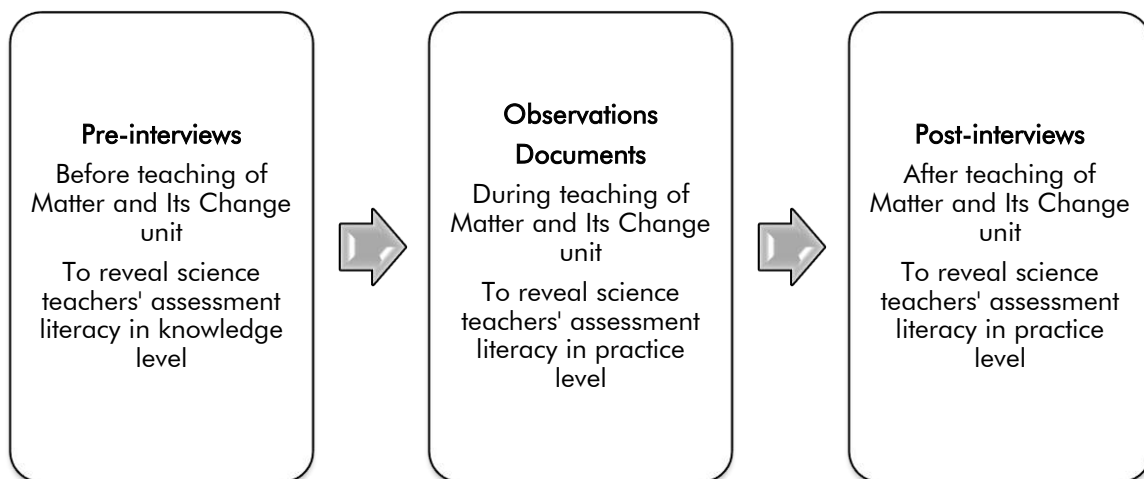 Pre-interviews
Before teaching of
Matter and Its Change
unit
To reveal science
teachers' assessment
literacy in knowledge
level
Observations
Documents
During teaching of
Matter and Its Change
unit
To reveal science
teachers' assessment
literacy in practice
level
Post-interviews
After teaching of
Matter and Its Change
unit
To reveal science
teachers' assessment
literacy in practice
level